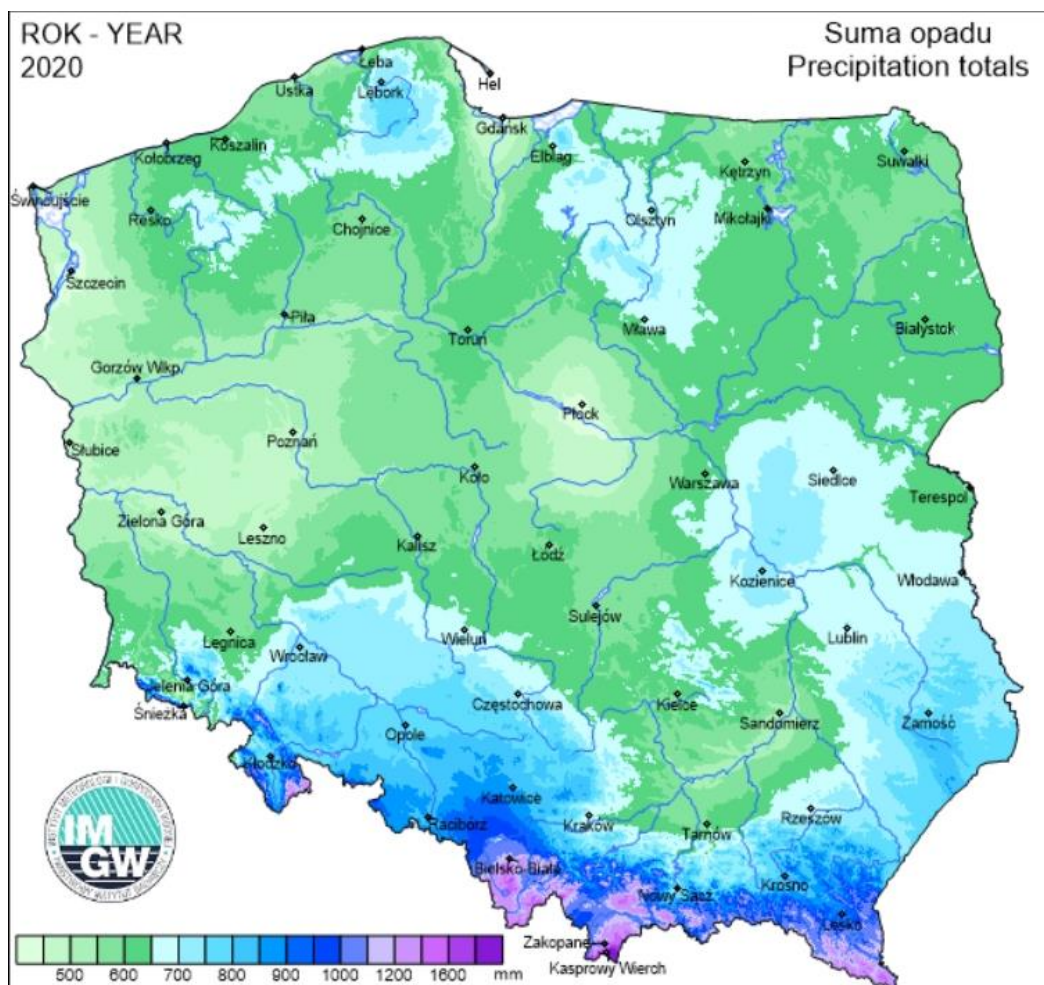 ROK - YEAR
2020
Suma opadu
Precipitation totals
Łeba
Hel
Ustka
Lębork
Gdańsk
Koszalin
Kołobrzeg
Elbląg
Suwałki
Kętrzyn
Świnoujście
Resko
Chojnice
Olsztyn
Mikołajki
Szczecin
Piła
Toruń
Mława
Białystok
Gorzów Wlkp.
Płock
Słubice
Poznań
Koło
Warszawa
Siedlce
Terespol
Zielona Góra
Leszno
Kalisz
Łódź
Kozienice
Włodawa
Sulejów
Legnica
Wieluń
Lublin
Wrocław
Jelenia Góra
Śnieżka
Częstochowa
Kielce
Sandomierz
Zamość
Opole
Kłodzko
Katowice
Racibórz
Kraków
Tarnów
Rzeszów
Bielsko-Biała
Nowy Sącz
Krosno
Lesko
Zakopane
Kasprowy Wierch
IM
GW
500 600 700 800 900 1000 1200 1600 mm